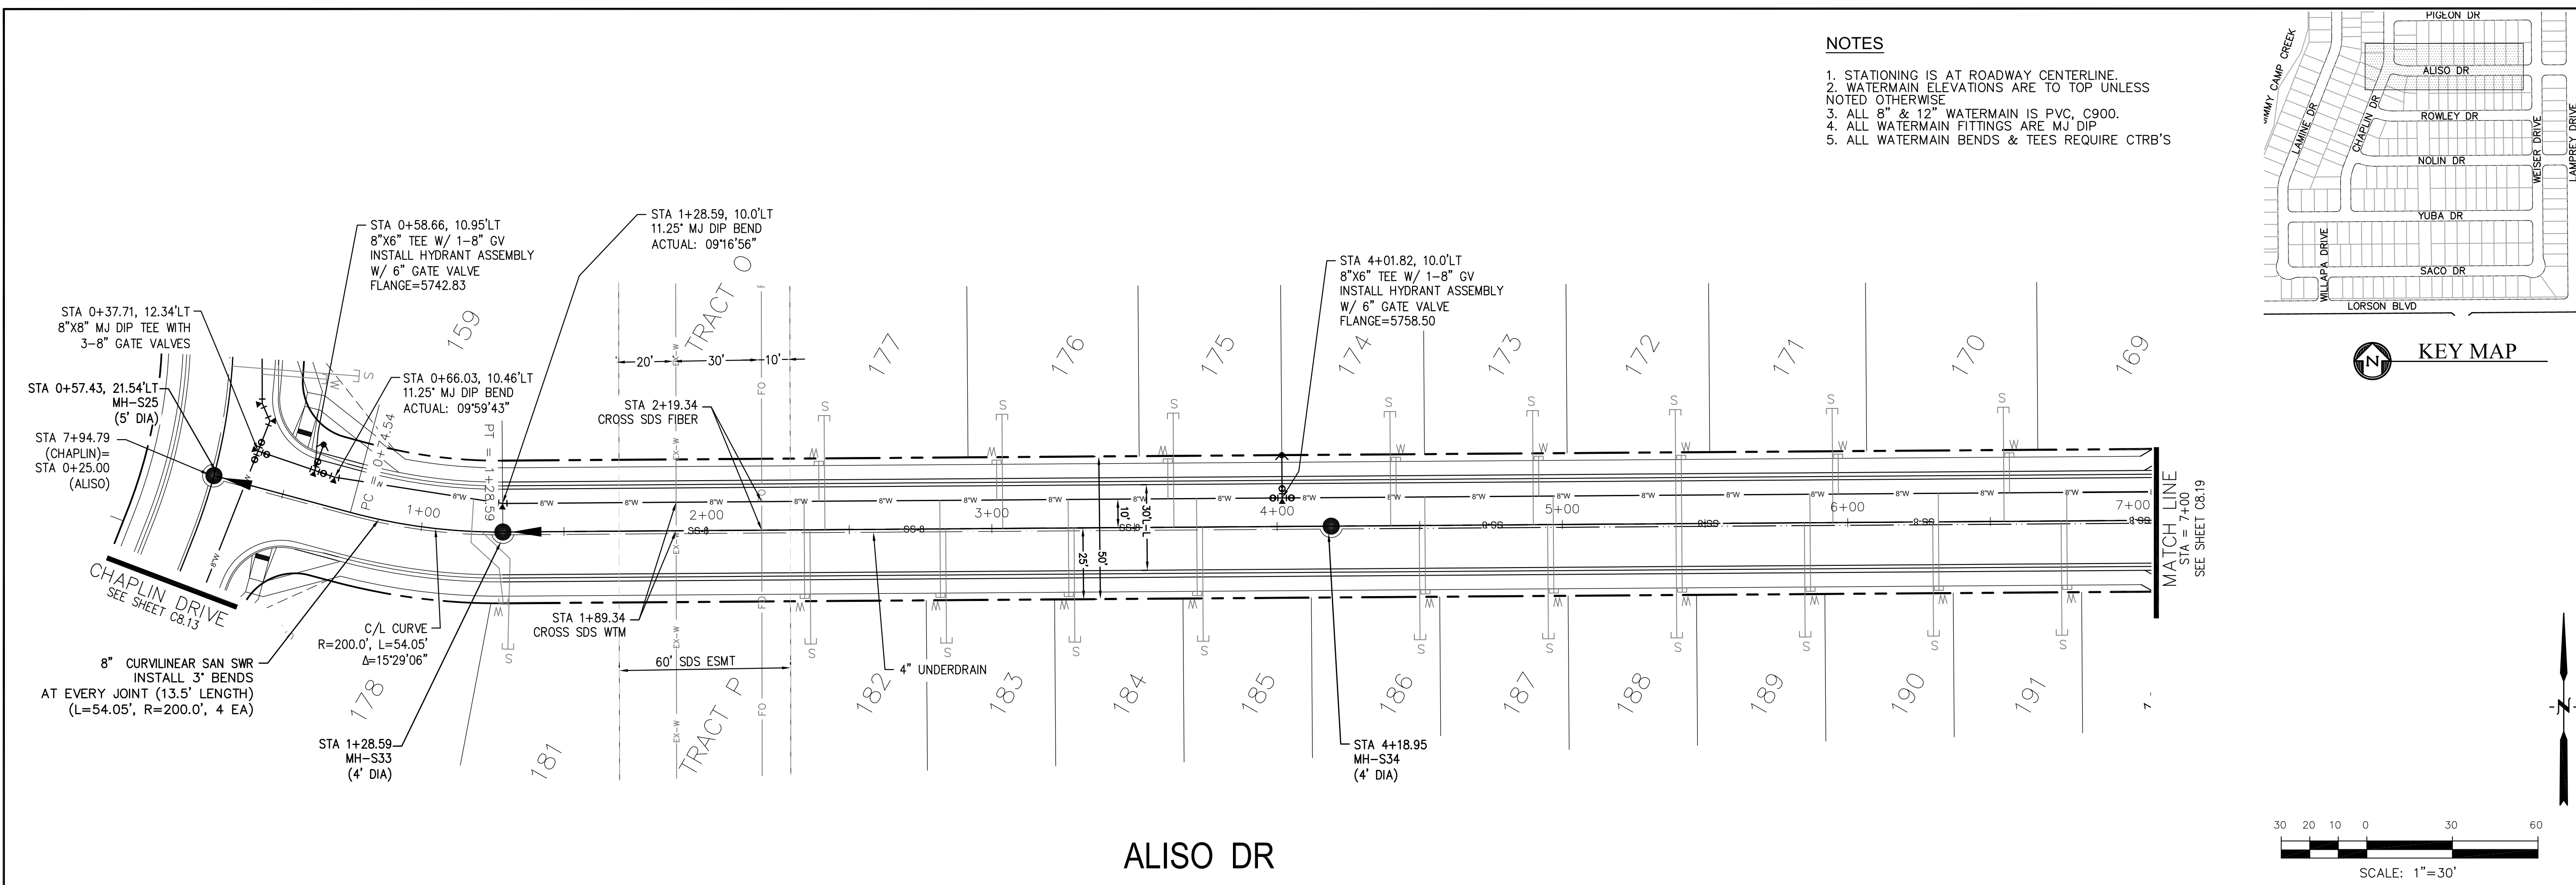 NOTES
1. STATIONING IS AT ROADWAY CENTERLINE.
2. WATERMAIN ELEVATIONS ARE TO TOP UNLESS
NOTED OTHERWISE
3. ALL 8" & 12" WATERMAIN IS PVC, C900.
4. ALL WATERMAIN FITTINGS ARE MJ DIP
5. ALL WATERMAIN BENDS & TEES REQUIRE CTRB'S
PIGEON DR
ALISO DR
ROWLEY DR
NOLIN DR
YUBA DR
SACO DR
LORSON BLVD
JIMMY CAMP CREEK
LAMINE DR
CHAPLIN DR
WILLAPA DRIVE
WEISER DRIVE
LAMPREY DRIVE
N
KEY MAP
STA 0+58.66, 10.95'LT
8"X6" TEE W/ 1-8" GV
INSTALL HYDRANT ASSEMBLY
W/ 6" GATE VALVE
FLANGE=5742.83
STA 1+28.59, 10.0'LT
11.25° MJ DIP BEND
ACTUAL: 09°16'56"
STA 4+01.82, 10.0'LT
8"X6" TEE W/ 1-8" GV
INSTALL HYDRANT ASSEMBLY
W/ 6" GATE VALVE
FLANGE=5758.50
STA 0+37.71, 12.34'LT
8"X8" MJ DIP TEE WITH
3-8" GATE VALVES
STA 0+57.43, 21.54'LT
MH-S25
(5' DIA)
STA 7+94.79
(CHAPLIN)=
STA 0+25.00
(ALISO)
STA 0+66.03, 10.46'LT
11.25° MJ DIP BEND
ACTUAL: 09°59'43"
PC = 0+74.54
PT = 1+28.59
159
TRACT O
177
176
175
174
173
172
171
170
169
20'
30'
10'
STA 2+19.34
CROSS SDS FIBER
EX-W
FO
8"W
SS-8
S
W
1+00
2+00
3+00
4+00
5+00
6+00
7+00
10'
30' L-L
25'
50'
MATCH LINE
STA = 7+00
SEE SHEET C8.19
CHAPLIN DRIVE
SEE SHEET C8.13
C/L CURVE
R=200.0', L=54.05'
Δ=15°29'06"
8" CURVILINEAR SAN SWR
INSTALL 3° BENDS
AT EVERY JOINT (13.5' LENGTH)
(L=54.05', R=200.0', 4 EA)
STA 1+89.34
CROSS SDS WTM
60' SDS ESMT
4" UNDERDRAIN
178
181
TRACT P
182
183
184
185
186
187
188
189
190
191
STA 1+28.59
MH-S33
(4' DIA)
STA 4+18.95
MH-S34
(4' DIA)
ALISO DR
N
30 20 10 0 30 60
SCALE: 1"=30'